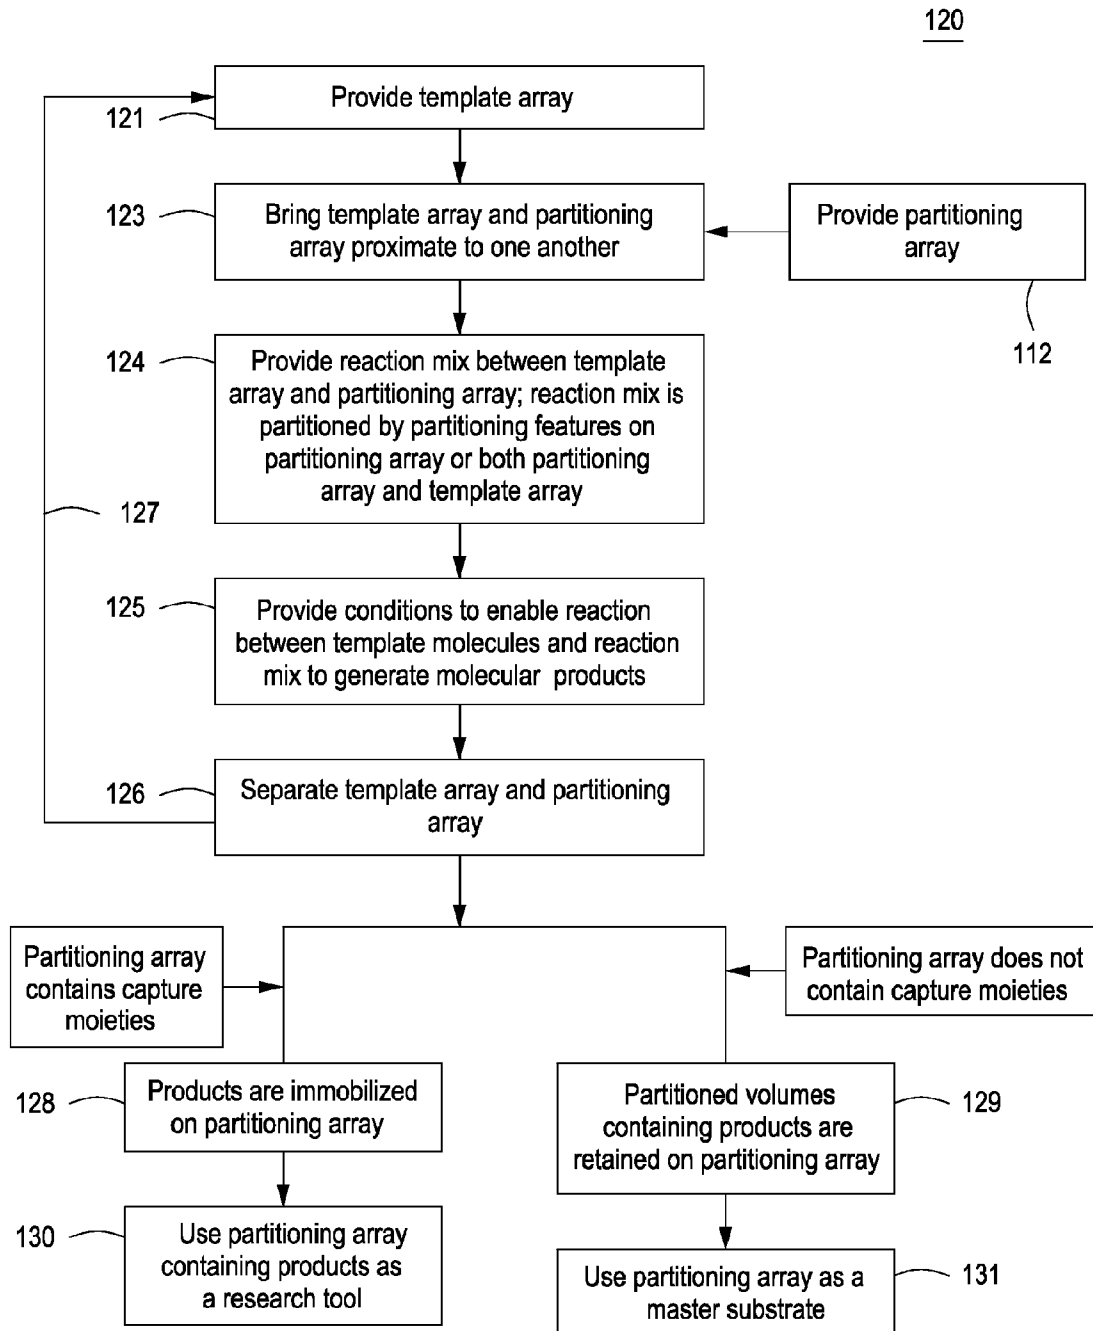 120
Provide template array
121
123
Bring template array and partitioning
array proximate to one another
Provide partitioning
array
112
124
Provide reaction mix between template
array and partitioning array; reaction mix is
partitioned by partitioning features on
partitioning array or both partitioning
array and template array
127
125
Provide conditions to enable reaction
between template molecules and reaction
mix to generate molecular products
126
Separate template array and partitioning
array
Partitioning array
contains capture
moieties
Partitioning array does not
contain capture moieties
128
Products are immobilized
on partitioning array
Partitioned volumes
containing products are
retained on partitioning array
129
130
Use partitioning array
containing products as
a research tool
Use partitioning array as a
master substrate
131